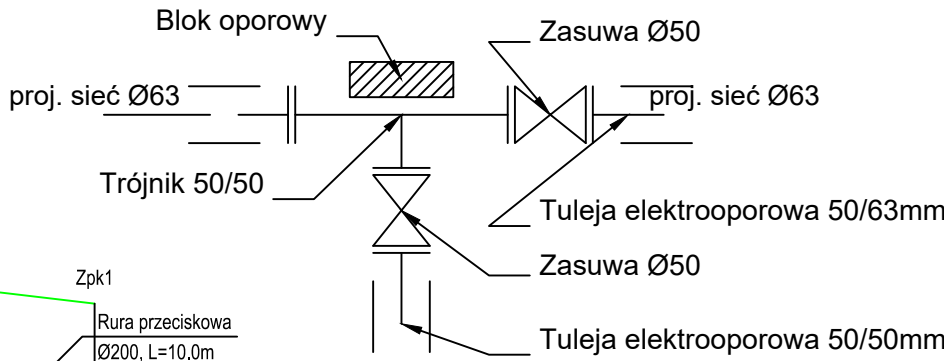 Blok oporowy
Zasuwa Ø50
proj. sieć Ø63
proj. sieć Ø63
Trójnik 50/50
Tuleja elektrooporowa 50/63mm
Zasuwa Ø50
Zpk1
Rura przeciskowa
Ø200, L=10,0m
Tuleja elektrooporowa 50/50mm